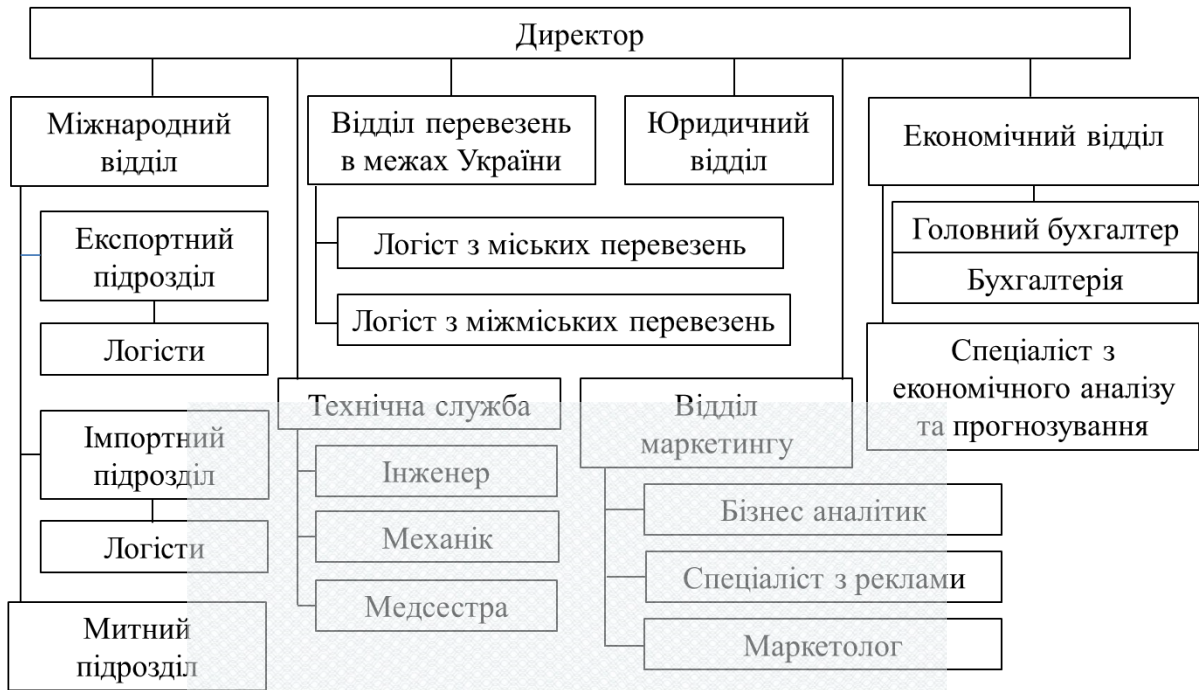 Директор
Міжнародний
відділ
Відділ перевезень
в межах України
Юридичний
відділ
Економічний відділ
Експортний
підрозділ
Логісти
Імпортний
підрозділ
Логісти
Митний
підрозділ
Логіст з міських перевезень
Логіст з міжміських перевезень
Технічна служба
Інженер
Механік
Медсестра
Відділ
маркетингу
Бізнес аналітик
Спеціаліст з реклами
Маркетолог
Головний бухгалтер
Бухгалтерія
Спеціаліст з
економічного аналізу
та прогнозування